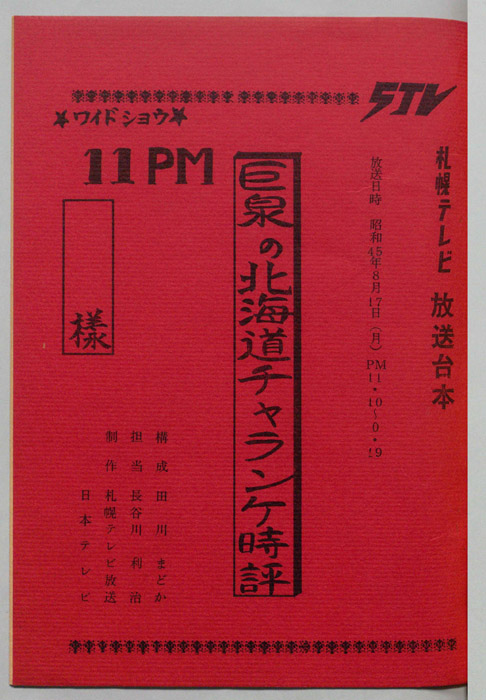 STV
札幌テレビ 放送台本
放送日時 昭和45年8月17日(月)PM11・10〜0・19
★ワイドショウ★
11PM
巨泉の北海道チャランケ時評
様
構成 田川 まどか
担当 長谷川 利治
制作 札幌テレビ放送
日本テレビ